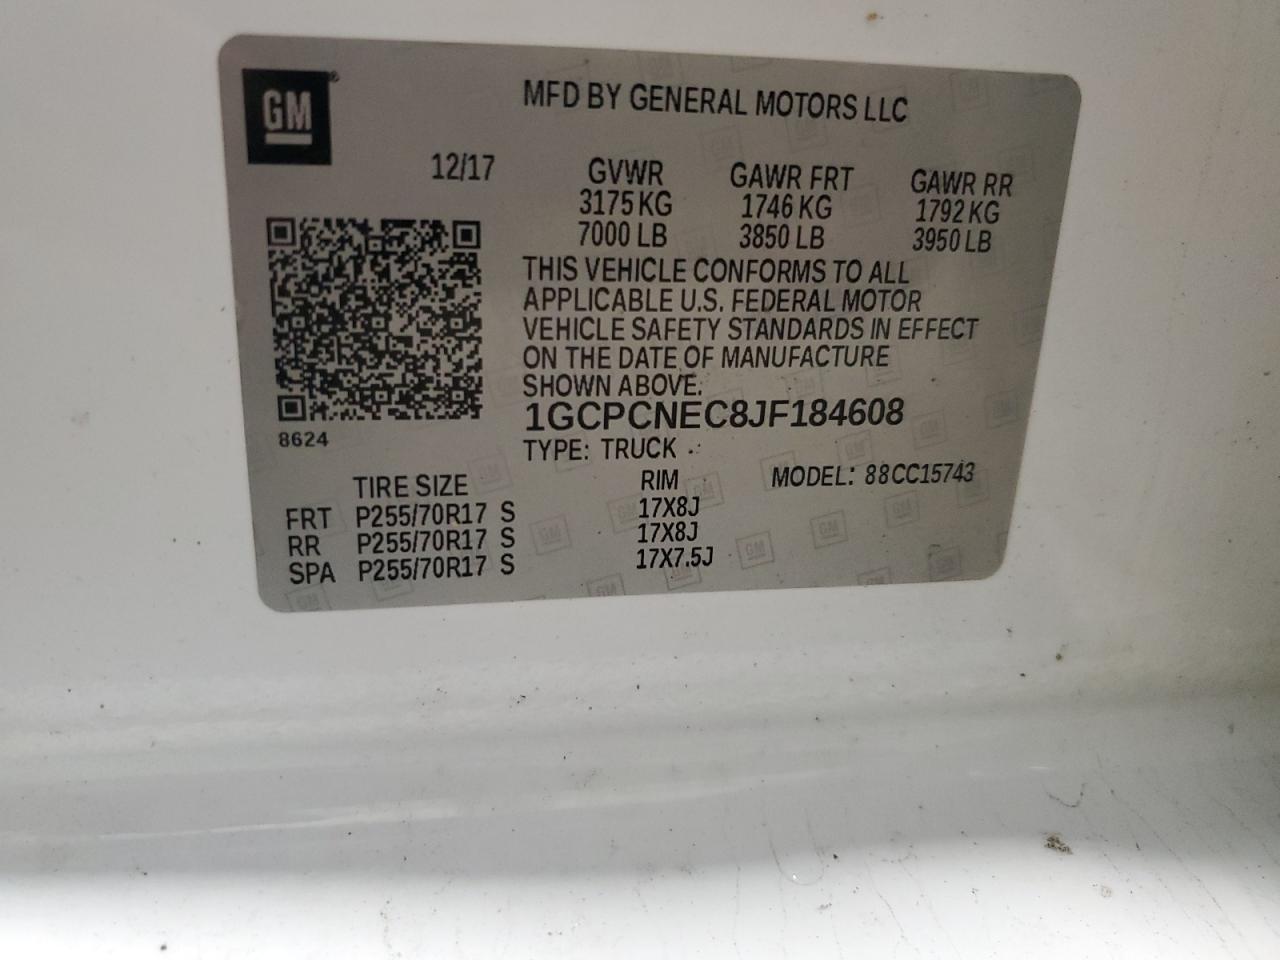 GM
MFD BY GENERAL MOTORS LLC
12/17
GVWR GAWR FRT GAWR RR
3175 KG 1746 KG 1792 KG
7000 LB 3850 LB 3950 LB
THIS VEHICLE CONFORMS TO ALL
APPLICABLE U.S. FEDERAL MOTOR
VEHICLE SAFETY STANDARDS IN EFFECT
ON THE DATE OF MANUFACTURE
SHOWN ABOVE:
1GCPCNEC8JF184608
8624
TYPE: TRUCK
TIRE SIZE RIM MODEL: 88CC15743
FRT P255/70R17 S 17X8J
RR P255/70R17 S 17X8J
SPA P255/70R17 S 17X7.5J